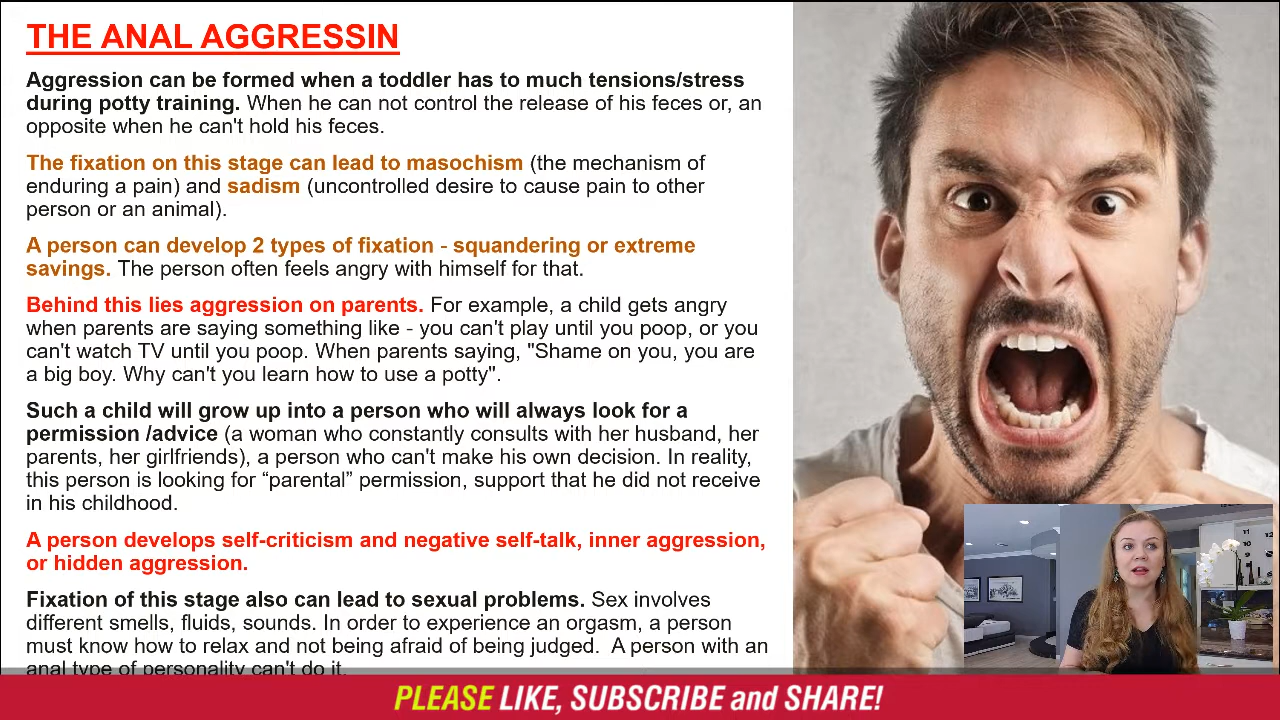 THE ANAL AGGRESSIN
Aggression can be formed when a toddler has to much tensions/stress
during potty training. When he can not control the release of his feces or, an
opposite when he can't hold his feces.
The fixation on this stage can lead to masochism (the mechanism of
enduring a pain) and sadism (uncontrolled desire to cause pain to other
person or an animal).
A person can develop 2 types of fixation - squandering or extreme
savings. The person often feels angry with himself for that.
Behind this lies aggression on parents. For example, a child gets angry
when parents are saying something like - you can't play until you poop, or you
can't watch TV until you poop. When parents saying, "Shame on you, you are
a big boy. Why can't you learn how to use a potty".
Such a child will grow up into a person who will always look for a
permission /advice (a woman who constantly consults with her husband, her
parents, her girlfriends), a person who can't make his own decision. In reality,
this person is looking for “parental” permission, support that he did not receive
in his childhood.
A person develops self-criticism and negative self-talk, inner aggression,
or hidden aggression.
Fixation of this stage also can lead to sexual problems. Sex involves
different smells, fluids, sounds. In order to experience an orgasm, a person
must know how to relax and not being afraid of being judged. A person with an
anal type of personality can't do it.
PLEASE LIKE, SUBSCRIBE and SHARE!